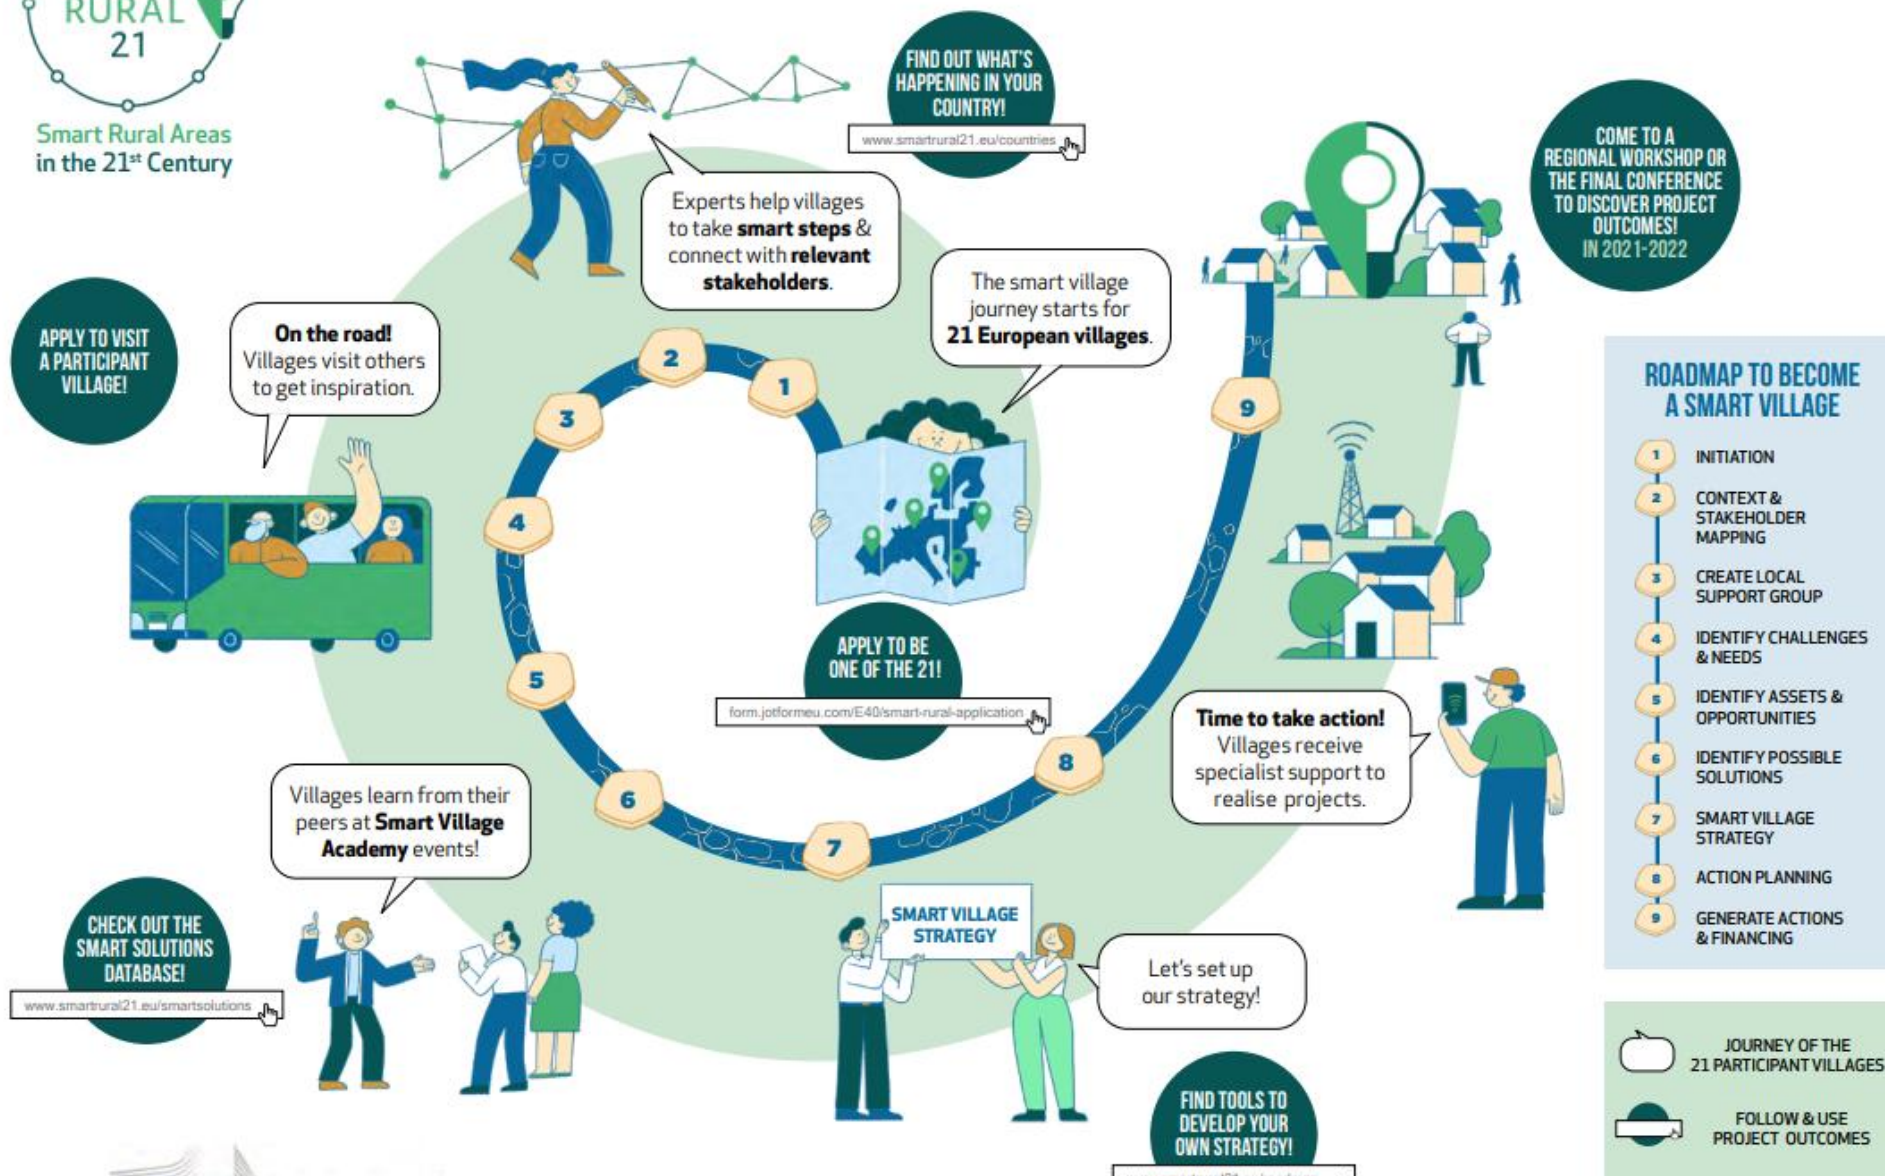 RURAL
21
Smart Rural Areas
in the 21st Century
FIND OUT WHAT'S
HAPPENING IN YOUR
COUNTRY!
www.smartrural21.eu/countries
COME TO A
REGIONAL WORKSHOP OR
THE FINAL CONFERENCE
TO DISCOVER PROJECT
OUTCOMES!
IN 2021-2022
Experts help villages
to take smart steps &
connect with relevant
stakeholders.
The smart village
journey starts for
21 European villages.
APPLY TO VISIT
A PARTICIPANT
VILLAGE!
On the road!
Villages visit others
to get inspiration.
1
2
3
4
5
6
7
8
9
APPLY TO BE
ONE OF THE 21!
form.jotformeu.com/E40/smart-rural-application
Time to take action!
Villages receive
specialist support to
realise projects.
Villages learn from their
peers at Smart Village
Academy events!
CHECK OUT THE
SMART SOLUTIONS
DATABASE!
www.smartrural21.eu/smartsolutions
SMART VILLAGE
STRATEGY
Let's set up
our strategy!
FIND TOOLS TO
DEVELOP YOUR
OWN STRATEGY!
ROADMAP TO BECOME
A SMART VILLAGE
1 INITIATION
2 CONTEXT &
STAKEHOLDER
MAPPING
3 CREATE LOCAL
SUPPORT GROUP
4 IDENTIFY CHALLENGES
& NEEDS
5 IDENTIFY ASSETS &
OPPORTUNITIES
6 IDENTIFY POSSIBLE
SOLUTIONS
7 SMART VILLAGE
STRATEGY
8 ACTION PLANNING
9 GENERATE ACTIONS
& FINANCING
JOURNEY OF THE
21 PARTICIPANT VILLAGES
FOLLOW & USE
PROJECT OUTCOMES